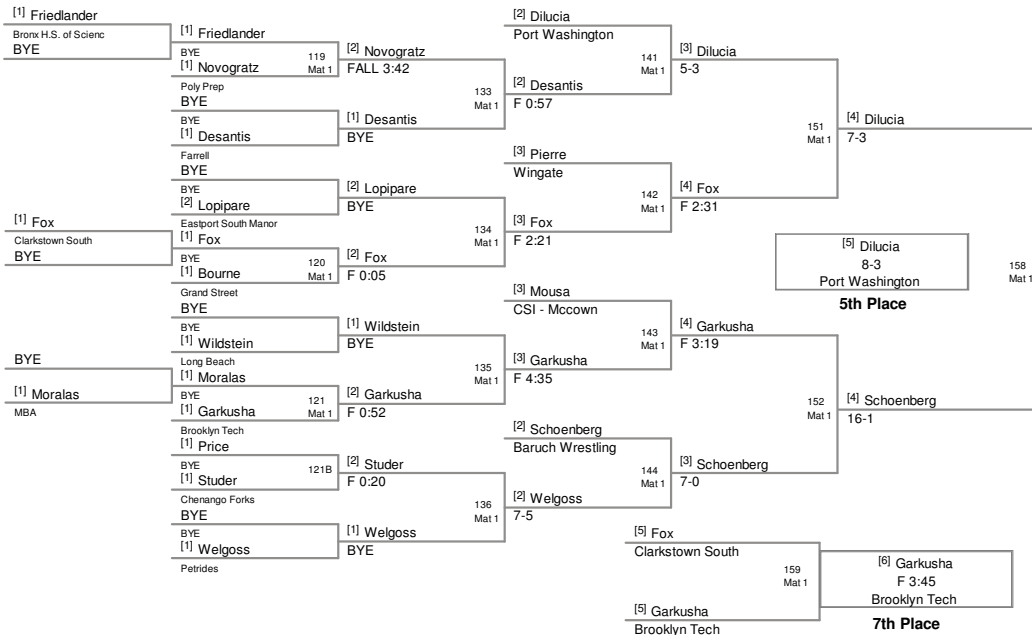 [1] Friedlander
Bronx H.S. of Scienc
BYE
[1] Fox
Clarkstown South
BYE
BYE
[1] Moralas
MBA
[1] Friedlander
BYE
[1] Novogratz
119
Mat 1
Poly Prep
BYE
BYE
[1] Desantis
Farrell
BYE
BYE
[2] Lopipare
Eastport South Manor
[1] Fox
BYE
[1] Bourne
120
Mat 1
Grand Street
BYE
BYE
[1] Wildstein
Long Beach
[1] Moralas
BYE
[1] Garkusha
121
Mat 1
Brooklyn Tech
[1] Price
BYE
[1] Studer
121B
Chenango Forks
BYE
BYE
[1] Welgoss
Petrides
[2] Novogratz
FALL 3:42
133
Mat 1
[1] Desantis
BYE
[2] Lopipare
BYE
134
Mat 1
[2] Fox
F 0:05
[1] Wildstein
BYE
135
Mat 1
[2] Garkusha
F 0:52
[2] Studer
F 0:20
136
Mat 1
[1] Welgoss
BYE
[2] Dilucia
Port Washington
141
Mat 1
[2] Desantis
F 0:57
[3] Pierre
Wingate
142
Mat 1
[3] Fox
F 2:21
[3] Mousa
CSI - Mccown
143
Mat 1
[3] Garkusha
F 4:35
[2] Schoenberg
Baruch Wrestling
144
Mat 1
[2] Welgoss
7-5
[3] Dilucia
5-3
151
Mat 1
[4] Fox
F 2:31
[4] Garkusha
F 3:19
152
Mat 1
[3] Schoenberg
7-0
[4] Dilucia
7-3
[5] Dilucia
8-3
Port Washington
5th Place
158
Mat 1
[4] Schoenberg
16-1
[5] Fox
Clarkstown South
159
Mat 1
[5] Garkusha
Brooklyn Tech
[6] Garkusha
F 3:45
Brooklyn Tech
7th Place